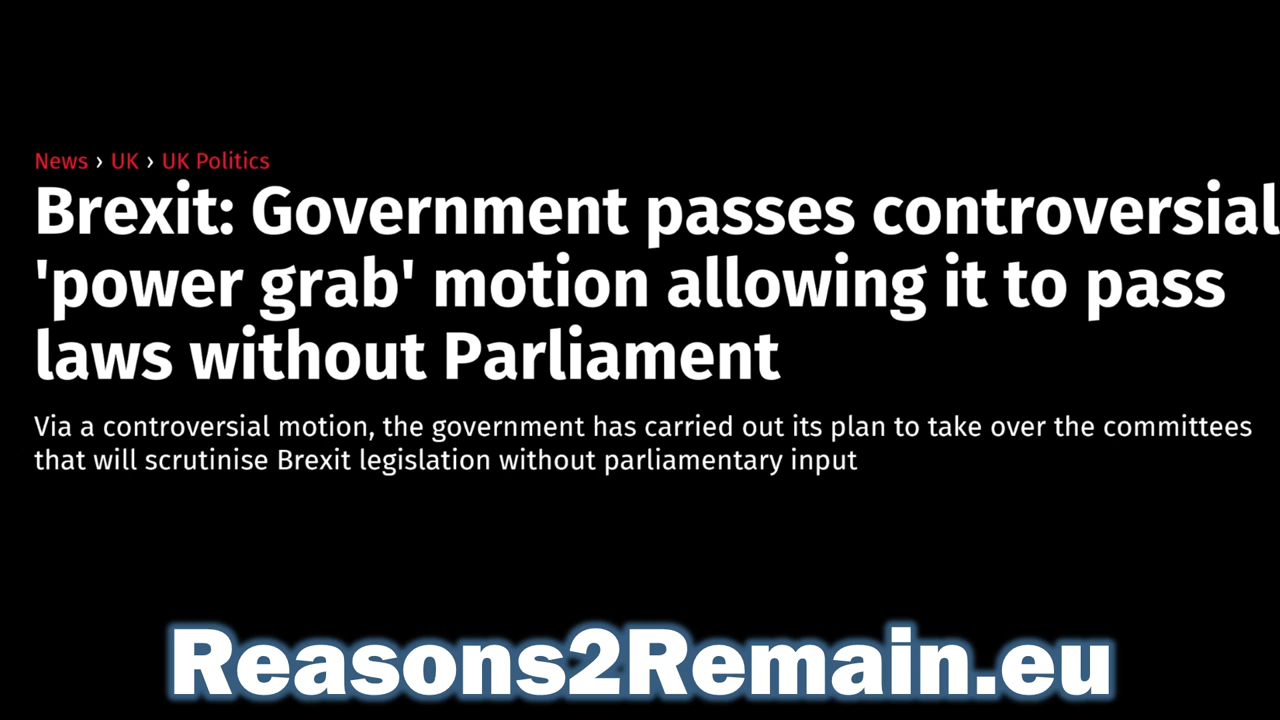 News › UK › UK Politics
Brexit: Government passes controversial
'power grab' motion allowing it to pass
laws without Parliament
Via a controversial motion, the government has carried out its plan to take over the committees
that will scrutinise Brexit legislation without parliamentary input
Reasons2Remain.eu